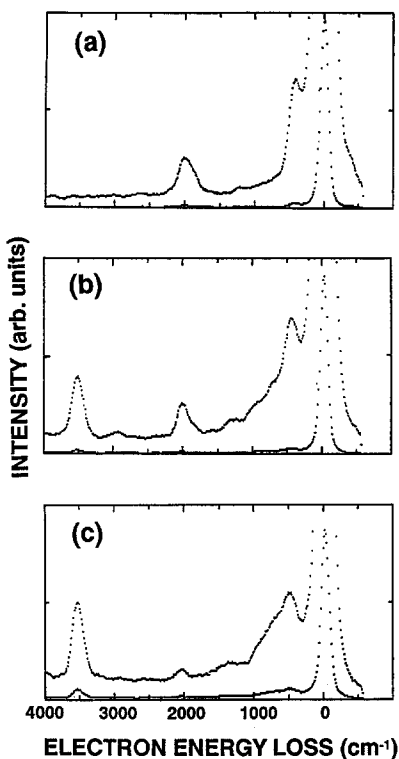 (a)
(b)
(c)
INTENSITY (arb. units)
4000 3000 2000 1000 0
ELECTRON ENERGY LOSS (cm⁻¹)